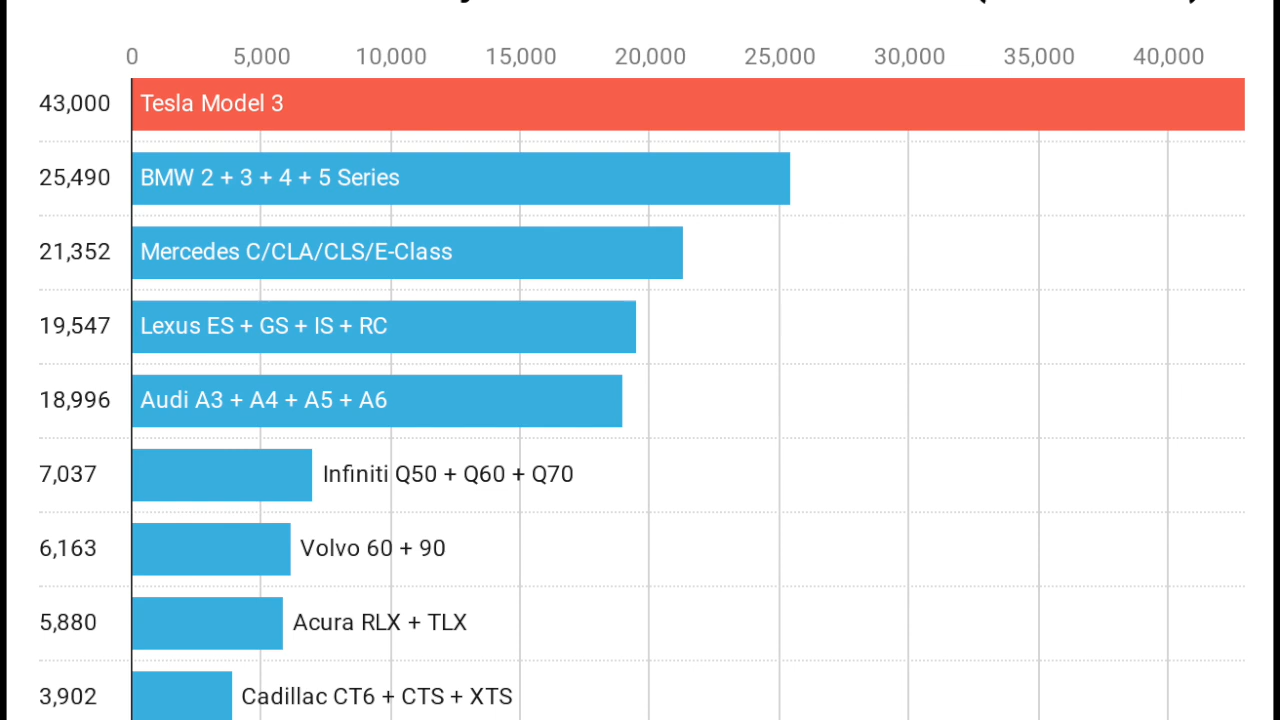 0 5,000 10,000 15,000 20,000 25,000 30,000 35,000 40,000
43,000 Tesla Model 3
25,490 BMW 2 + 3 + 4 + 5 Series
21,352 Mercedes C/CLA/CLS/E-Class
19,547 Lexus ES + GS + IS + RC
18,996 Audi A3 + A4 + A5 + A6
7,037 Infiniti Q50 + Q60 + Q70
6,163 Volvo 60 + 90
5,880 Acura RLX + TLX
3,902 Cadillac CT6 + CTS + XTS